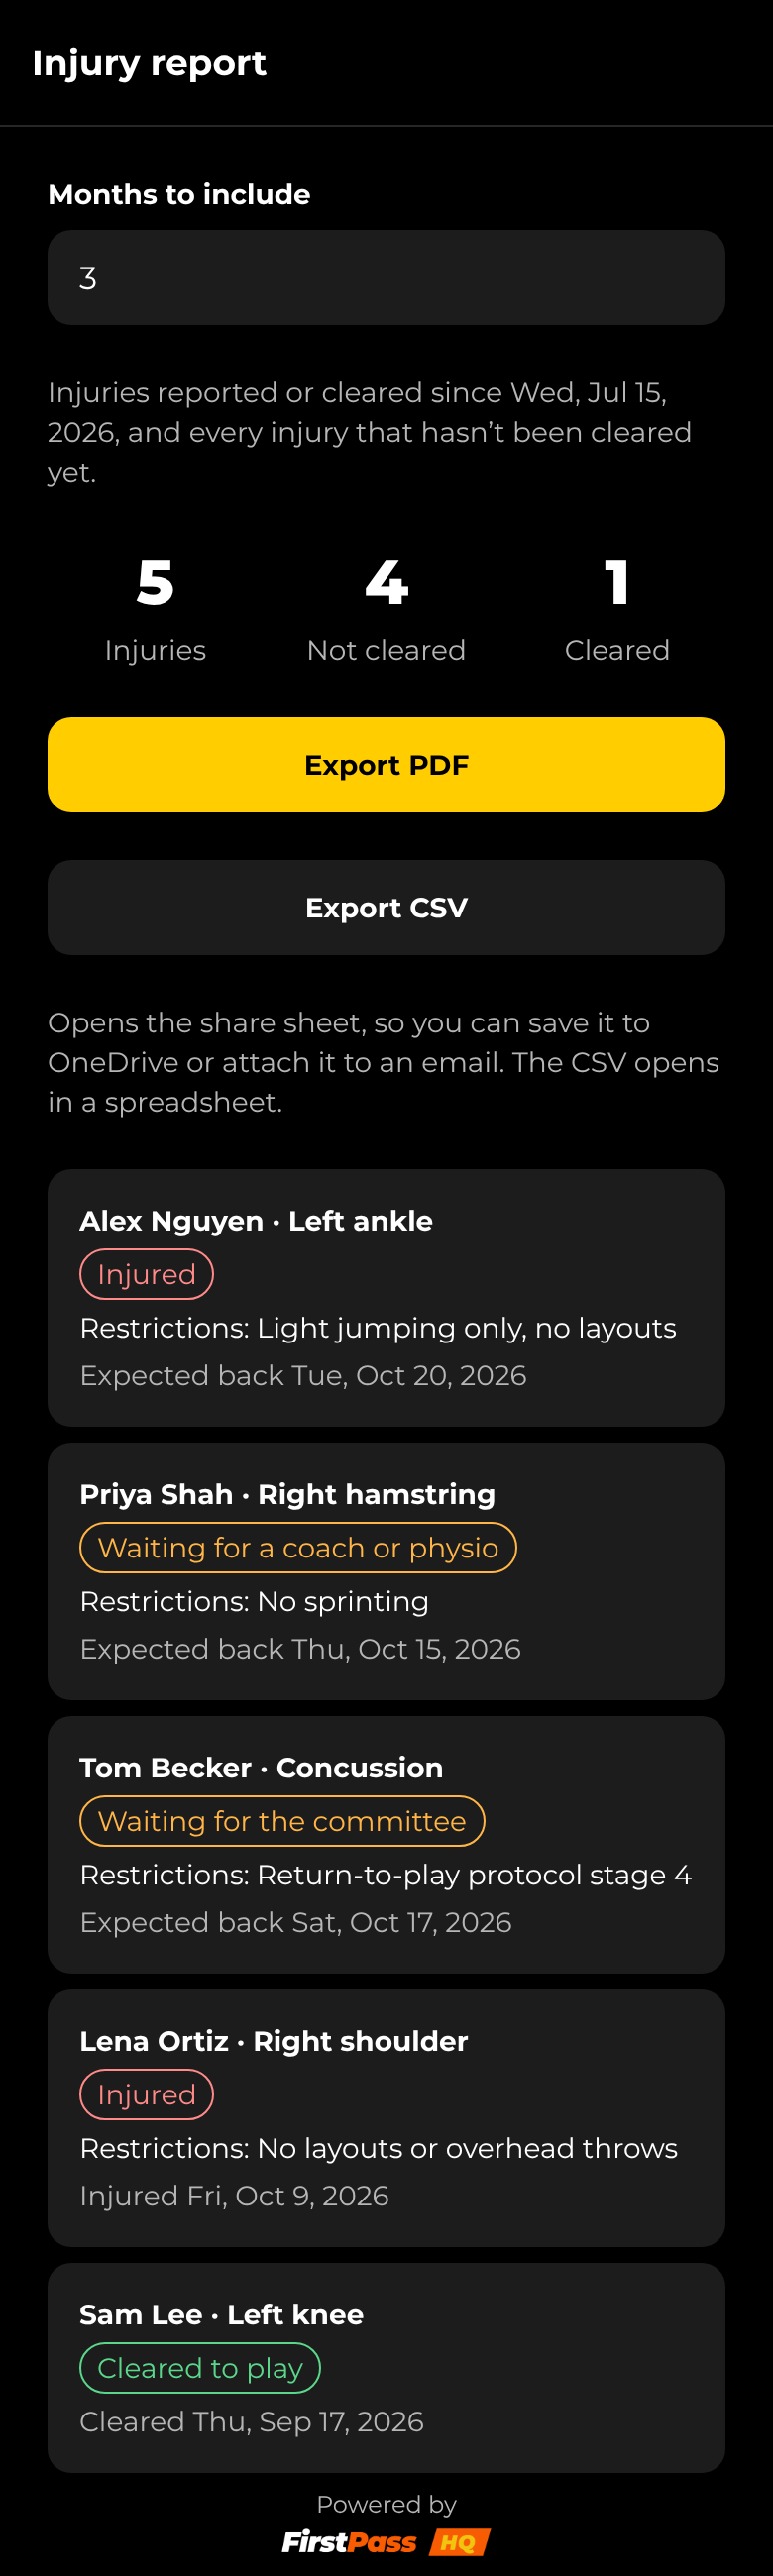 Injury report
Months to include
3
Injuries reported or cleared since Wed, Jul 15,
2026, and every injury that hasn’t been cleared
yet.
5 4 1
Injuries Not cleared Cleared
Export PDF
Export CSV
Opens the share sheet, so you can save it to
OneDrive or attach it to an email. The CSV opens
in a spreadsheet.
Alex Nguyen · Left ankle
Injured
Restrictions: Light jumping only, no layouts
Expected back Tue, Oct 20, 2026
Priya Shah · Right hamstring
Waiting for a coach or physio
Restrictions: No sprinting
Expected back Thu, Oct 15, 2026
Tom Becker · Concussion
Waiting for the committee
Restrictions: Return-to-play protocol stage 4
Expected back Sat, Oct 17, 2026
Lena Ortiz · Right shoulder
Injured
Restrictions: No layouts or overhead throws
Injured Fri, Oct 9, 2026
Sam Lee · Left knee
Cleared to play
Cleared Thu, Sep 17, 2026
Powered by
FirstPass HQ